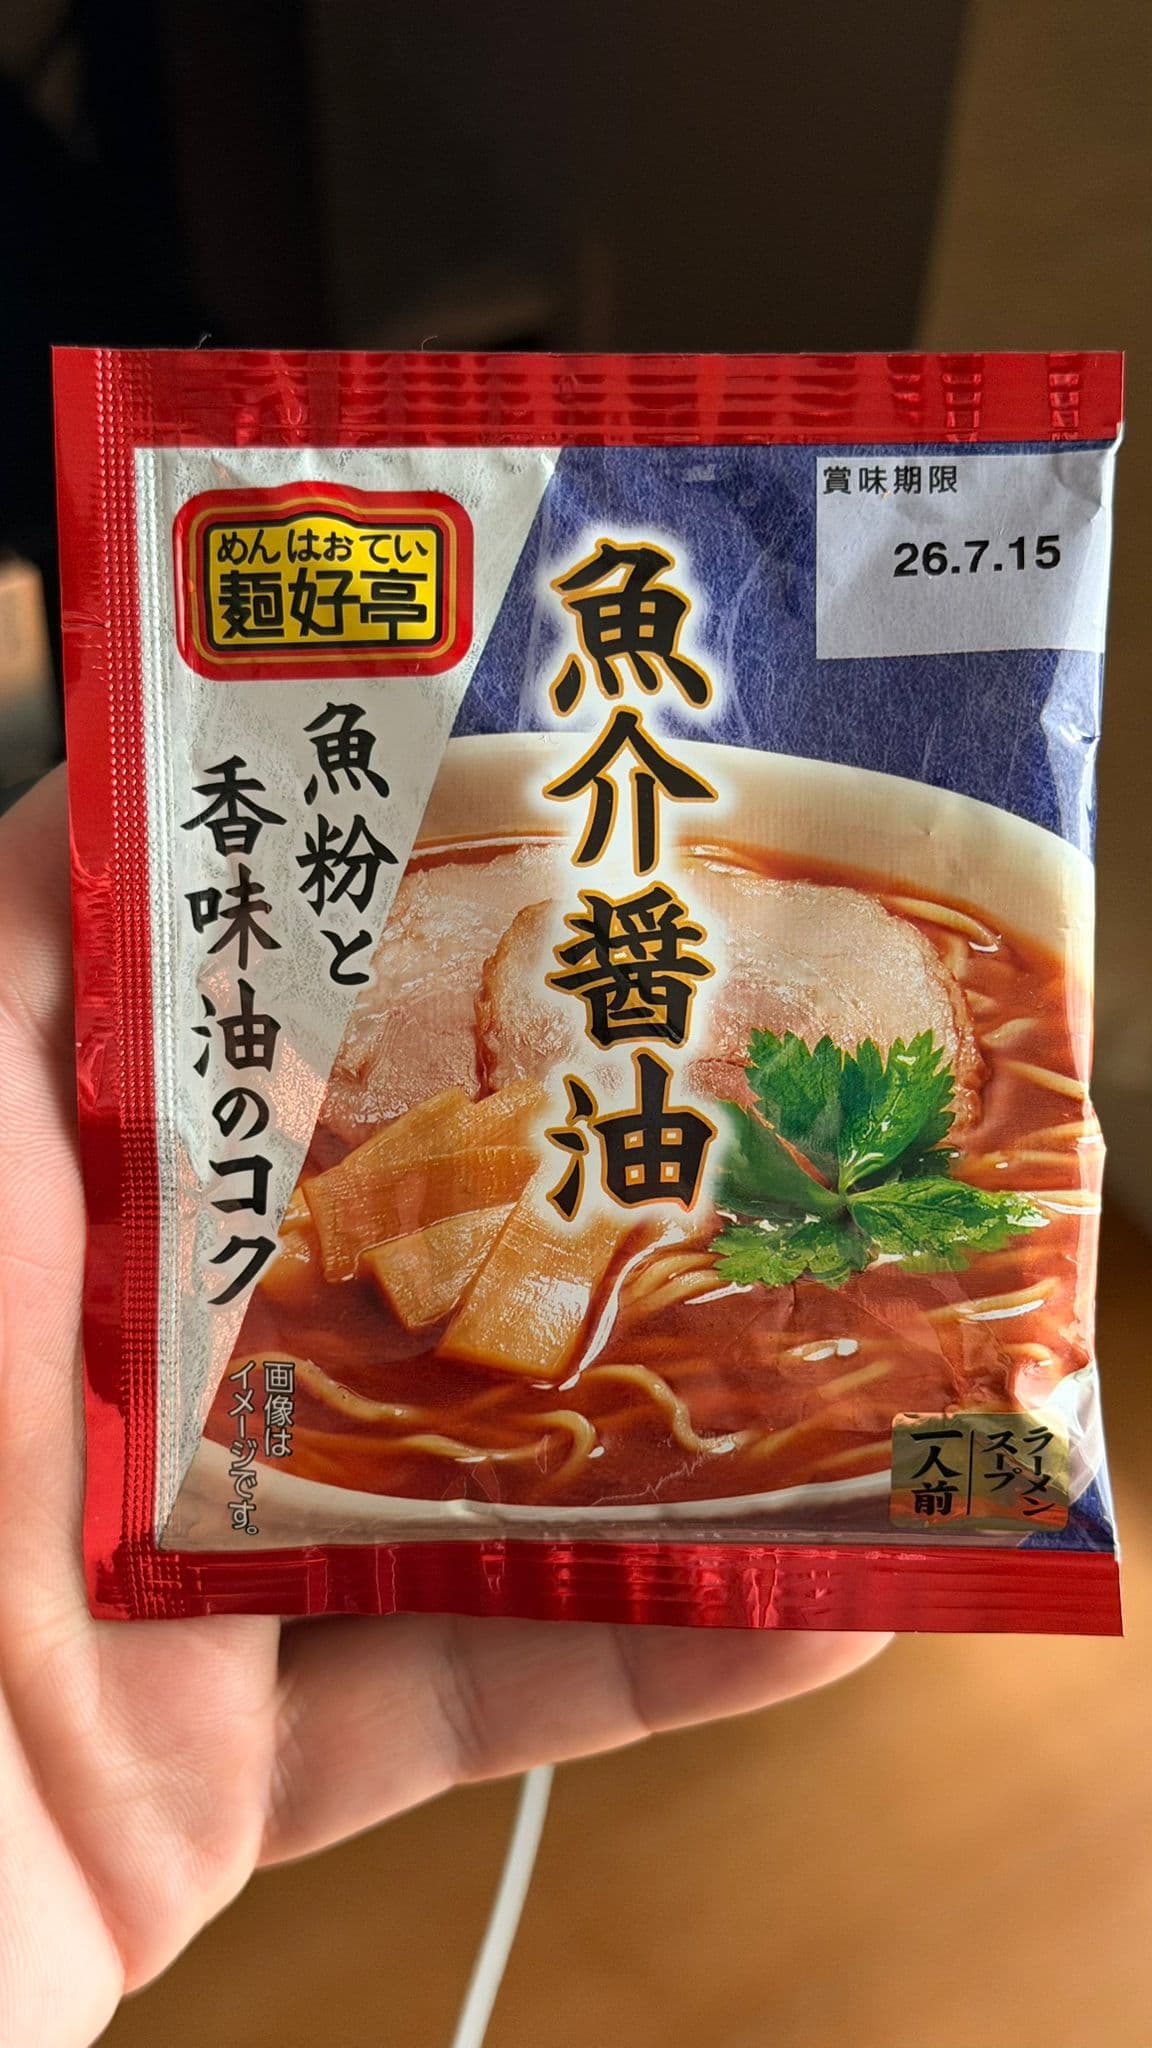 賞味期限
26.7.15
めんはおてい
麺好亭
魚介醤油
魚粉と
香味油のコク
画像は
イメージです。
ラーメン
スープ
一人前